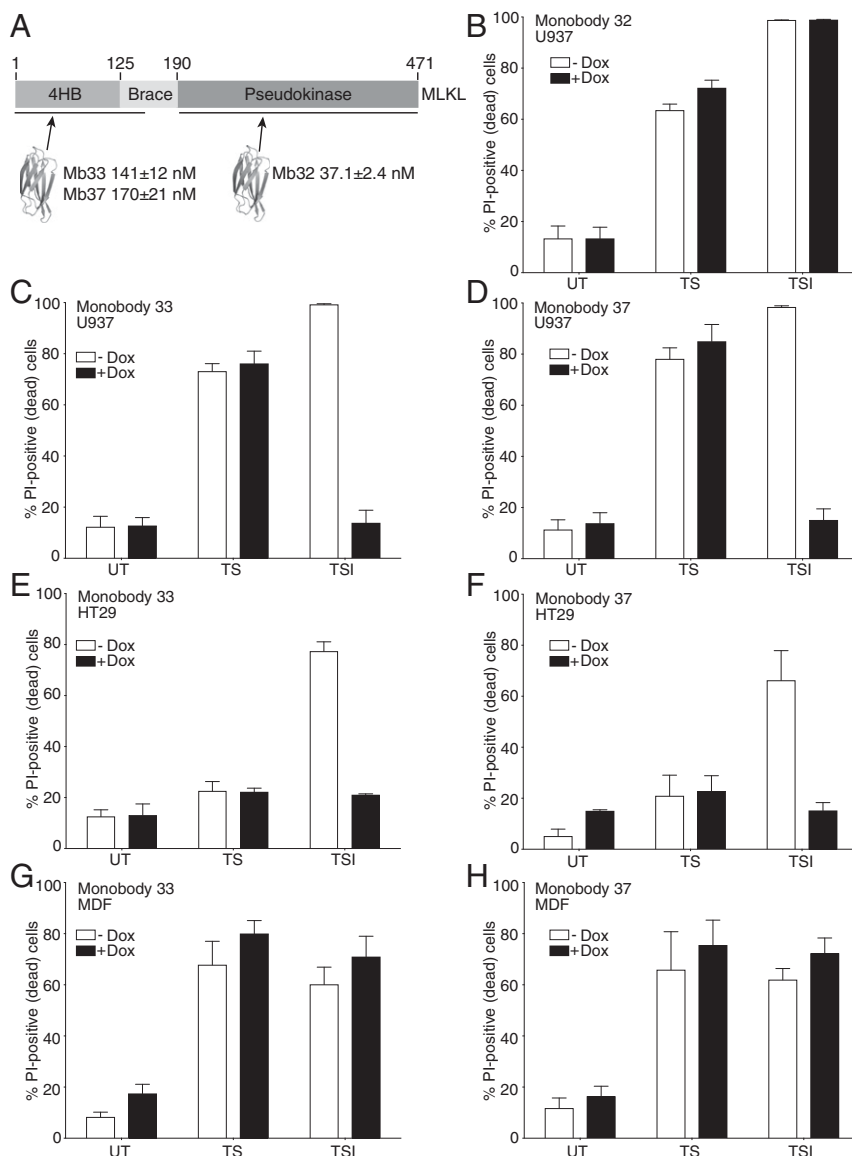 A
1 125 190 471
4HB Brace Pseudokinase MLKL
Mb33 141±12 nM
Mb37 170±21 nM
Mb32 37.1±2.4 nM
B
Monobody 32
U937
- Dox
+Dox
% PI-positive (dead) cells
100
80
60
40
20
0
UT TS TSI
C
Monobody 33
U937
- Dox
+Dox
% PI-positive (dead) cells
100
80
60
40
20
0
UT TS TSI
D
Monobody 37
U937
- Dox
+Dox
% PI-positive (dead) cells
100
80
60
40
20
0
UT TS TSI
E
Monobody 33
HT29
- Dox
+Dox
% PI-positive (dead) cells
100
80
60
40
20
0
UT TS TSI
F
Monobody 37
HT29
- Dox
+Dox
% PI-positive (dead) cells
100
80
60
40
20
0
UT TS TSI
G
Monobody 33
MDF
- Dox
+Dox
% PI-positive (dead) cells
100
80
60
40
20
0
UT TS TSI
H
Monobody 37
MDF
- Dox
+Dox
% PI-positive (dead) cells
100
80
60
40
20
0
UT TS TSI